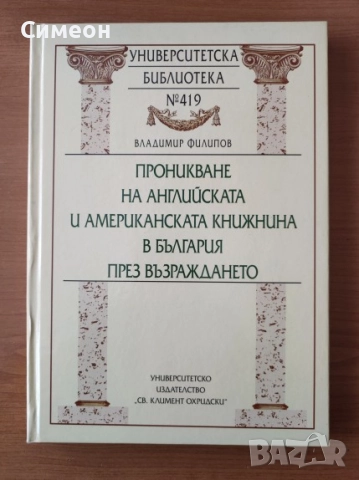 Симеон
УНИВЕРСИТЕТСКА
БИБЛИОТЕКА
№419
ВЛАДИМИР ФИЛИПОВ
ПРОНИКВАНЕ
НА АНГЛИЙСКАТА
И АМЕРИКАНСКАТА КНИЖНИНА
В БЪЛГАРИЯ
ПРЕЗ ВЪЗРАЖДАНЕТО
УНИВЕРСИТЕТСКО
ИЗДАТЕЛСТВО
„СВ. КЛИМЕНТ ОХРИДСКИ"
BAZAR